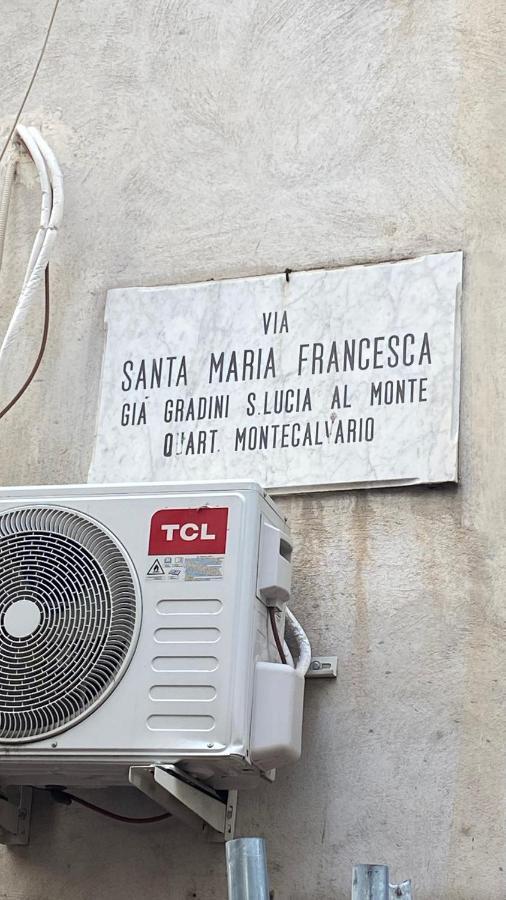 VIA
SANTA MARIA FRANCESCA
GIÀ GRADINI S.LUCIA AL MONTE
QUART. MONTECALVARIO
TCL